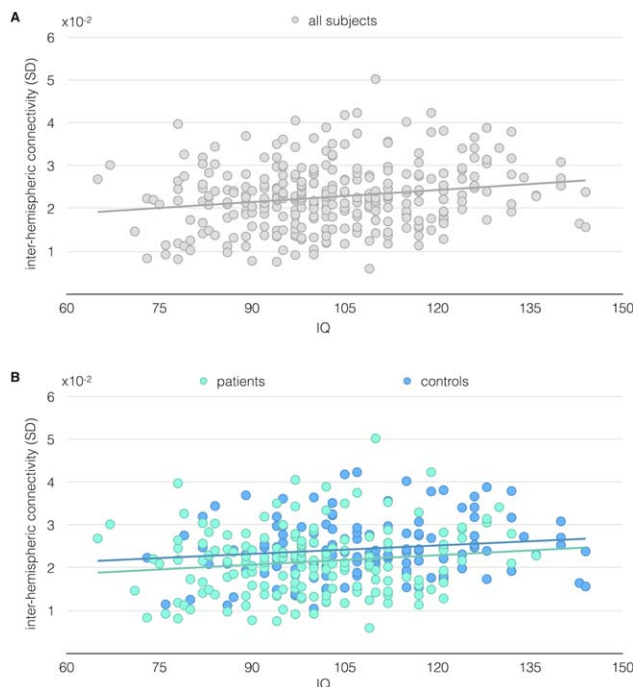 A
x10⁻²
all subjects
6
5
4
3
2
1
inter-hemispheric connectivity (SD)
60 75 90 105 120 135 150
IQ
B
x10⁻²
patients controls
6
5
4
3
2
1
inter-hemispheric connectivity (SD)
60 75 90 105 120 135 150
IQ